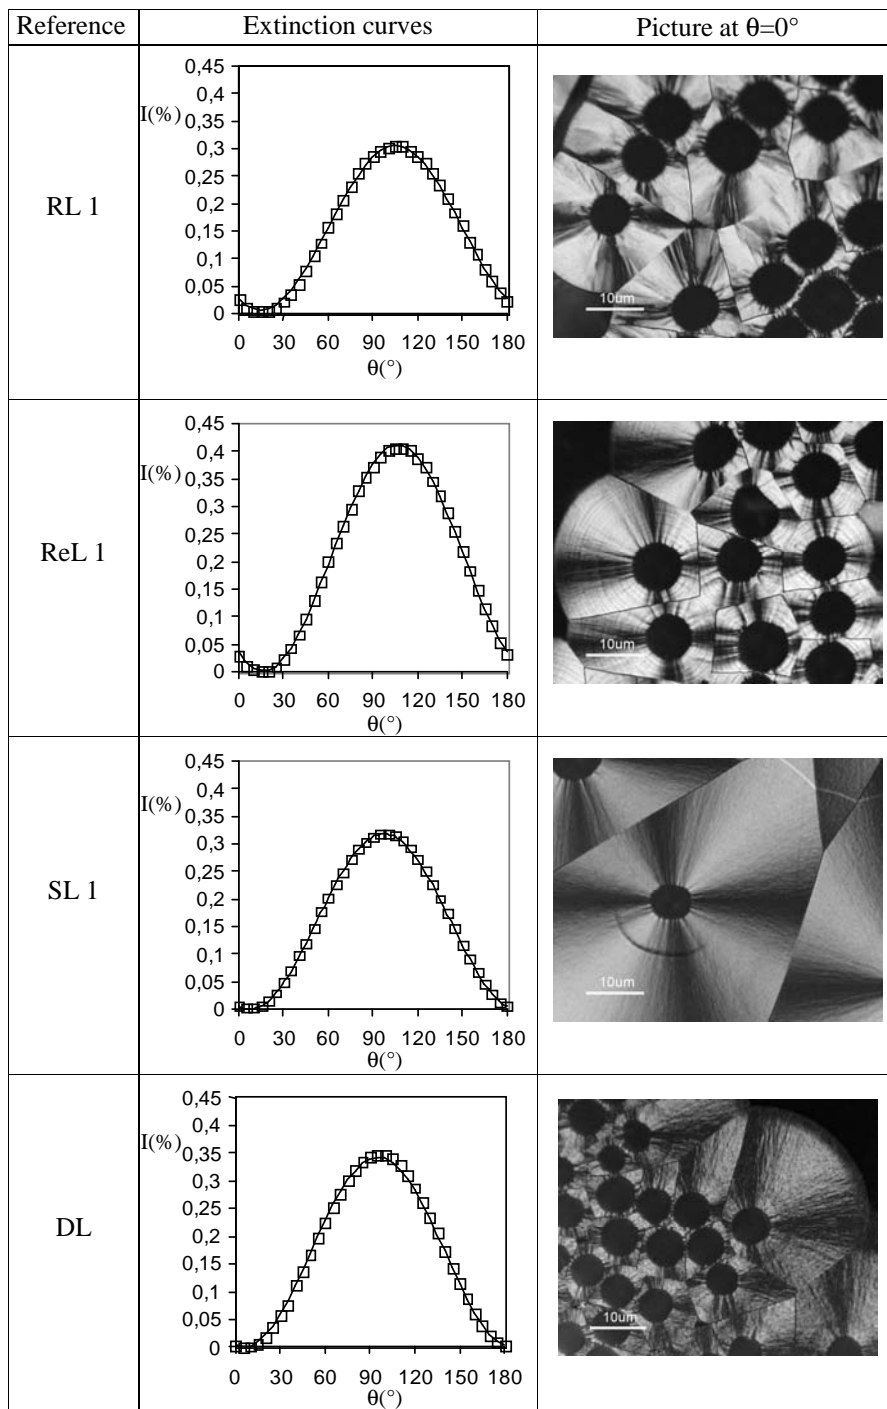 Reference Extinction curves Picture at θ=0°
RL 1
I(%)
0,45
0,4
0,35
0,3
0,25
0,2
0,15
0,1
0,05
0
0 30 60 90 120 150 180
θ(°)
10um
ReL 1
I(%)
0,45
0,4
0,35
0,3
0,25
0,2
0,15
0,1
0,05
0
0 30 60 90 120 150 180
θ(°)
10um
SL 1
I(%)
0,45
0,4
0,35
0,3
0,25
0,2
0,15
0,1
0,05
0
0 30 60 90 120 150 180
θ(°)
10um
DL
I(%)
0,45
0,4
0,35
0,3
0,25
0,2
0,15
0,1
0,05
0
0 30 60 90 120 150 180
θ(°)
10um